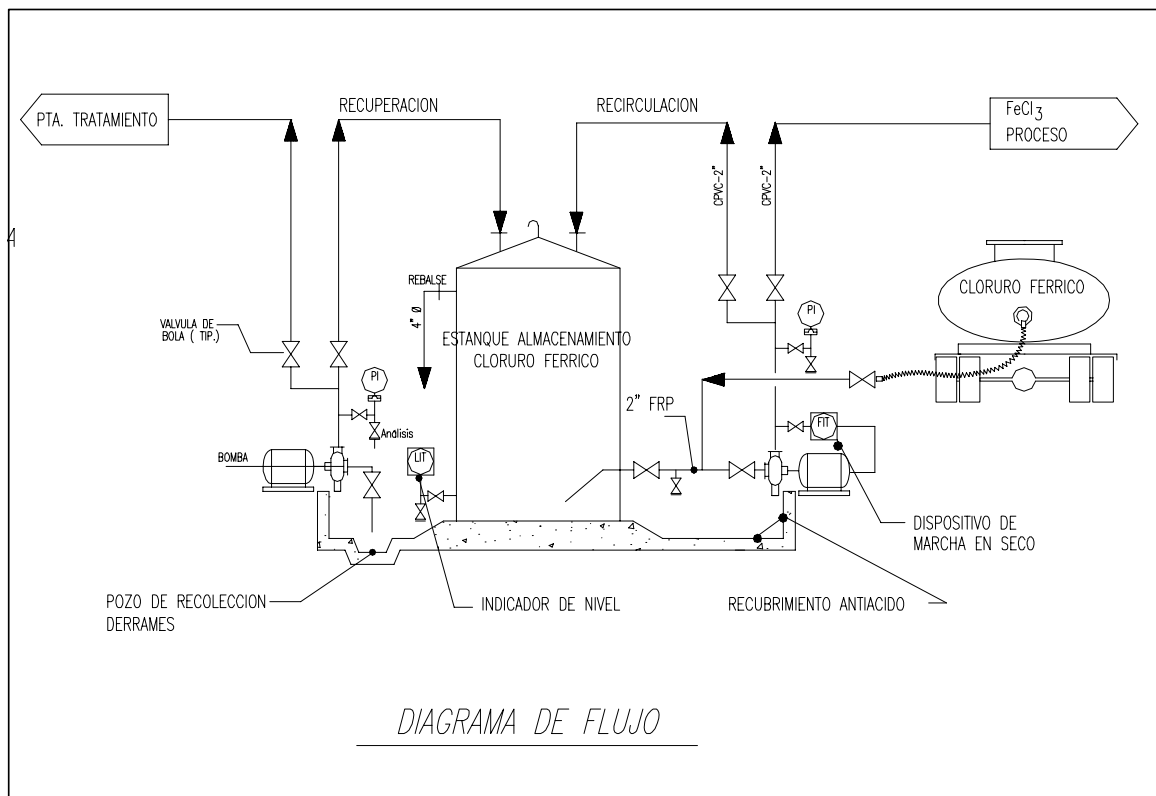 PTA. TRATAMIENTO
RECUPERACION
RECIRCULACION
FeCl3
PROCESO
CPVC-2"
CPVC-2"
4
REBALSE
4" Ø
ESTANQUE ALMACENAMIENTO
CLORURO FERRICO
CLORURO FERRICO
VALVULA DE
BOLA ( TIP.)
PI
PI
2" FRP
Análisis
BOMBA
LIT
FIT
DISPOSITIVO DE
MARCHA EN SECO
POZO DE RECOLECCION
DERRAMES
INDICADOR DE NIVEL
RECUBRIMIENTO ANTIACIDO
DIAGRAMA DE FLUJO